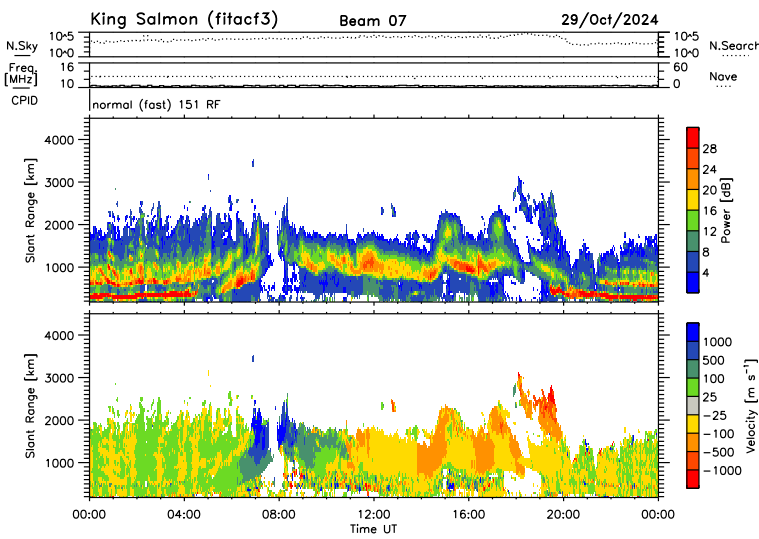 King Salmon (fitacf3) Beam 07 29/Oct/2024
N.Sky 10^5 10^0 10^5 10^0 N.Search
Freq. [MHz] 16 10 60 0 Nave
CPID normal (fast) 151 RF
Slant Range [km] 4000 3000 2000 1000
Power [dB] 28 24 20 16 12 8 4
Slant Range [km] 4000 3000 2000 1000
Velocity [m s⁻¹] 1000 500 100 25 −25 −100 −500 −1000
00:00 04:00 08:00 12:00 16:00 20:00 00:00
Time UT